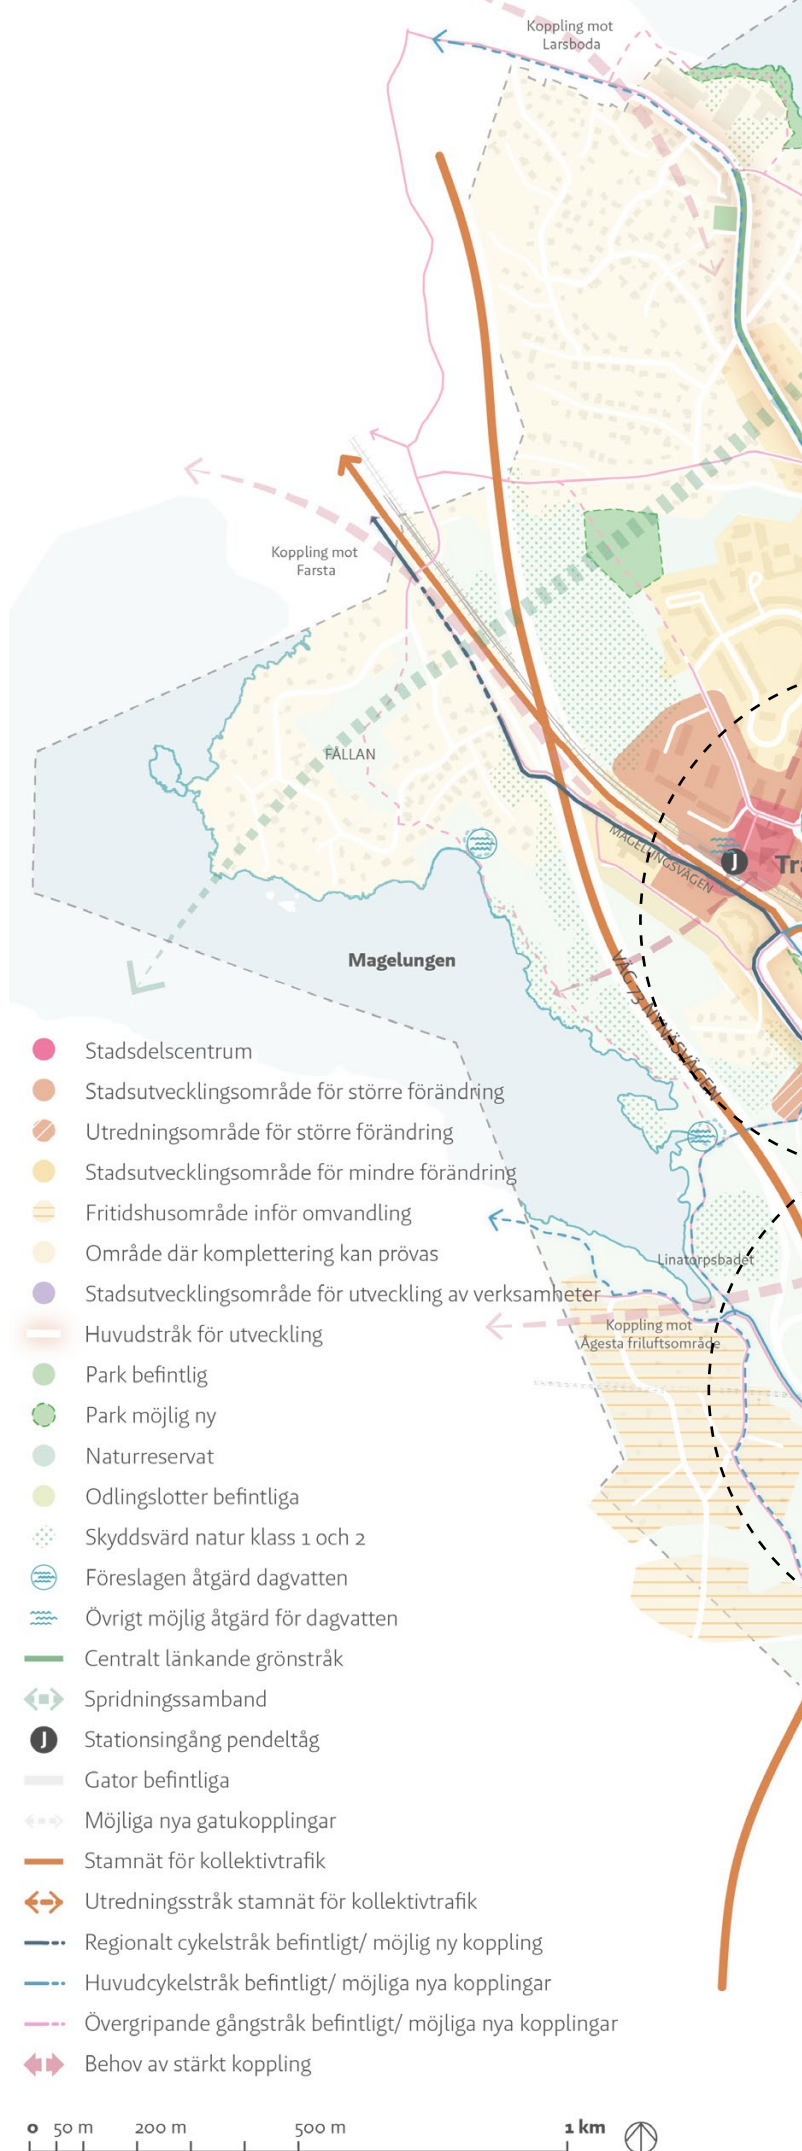 Koppling mot
Larsboda
Koppling mot
Farsta
FÅLLAN
MAGELUNGSVÄGEN
J
Tra
Magelungen
VÄG 73 NYNÄSVÄGEN
Linatorpsbadet
Koppling mot
Ågesta friluftsområde
Stadsdelscentrum
Stadsutvecklingsområde för större förändring
Utredningsområde för större förändring
Stadsutvecklingsområde för mindre förändring
Fritidshusområde inför omvandling
Område där komplettering kan prövas
Stadsutvecklingsområde för utveckling av verksamheter
Huvudstråk för utveckling
Park befintlig
Park möjlig ny
Naturreservat
Odlingslotter befintliga
Skyddsvärd natur klass 1 och 2
Föreslagen åtgärd dagvatten
Övrigt möjlig åtgärd för dagvatten
Centralt länkande grönstråk
Spridningssamband
J Stationsingång pendeltåg
Gator befintliga
Möjliga nya gatukopplingar
Stamnät för kollektivtrafik
Utredningsstråk stamnät för kollektivtrafik
Regionalt cykelstråk befintligt/ möjlig ny koppling
Huvudcykelstråk befintligt/ möjliga nya kopplingar
Övergripande gångstråk befintligt/ möjliga nya kopplingar
Behov av stärkt koppling
0 50 m 200 m 500 m 1 km